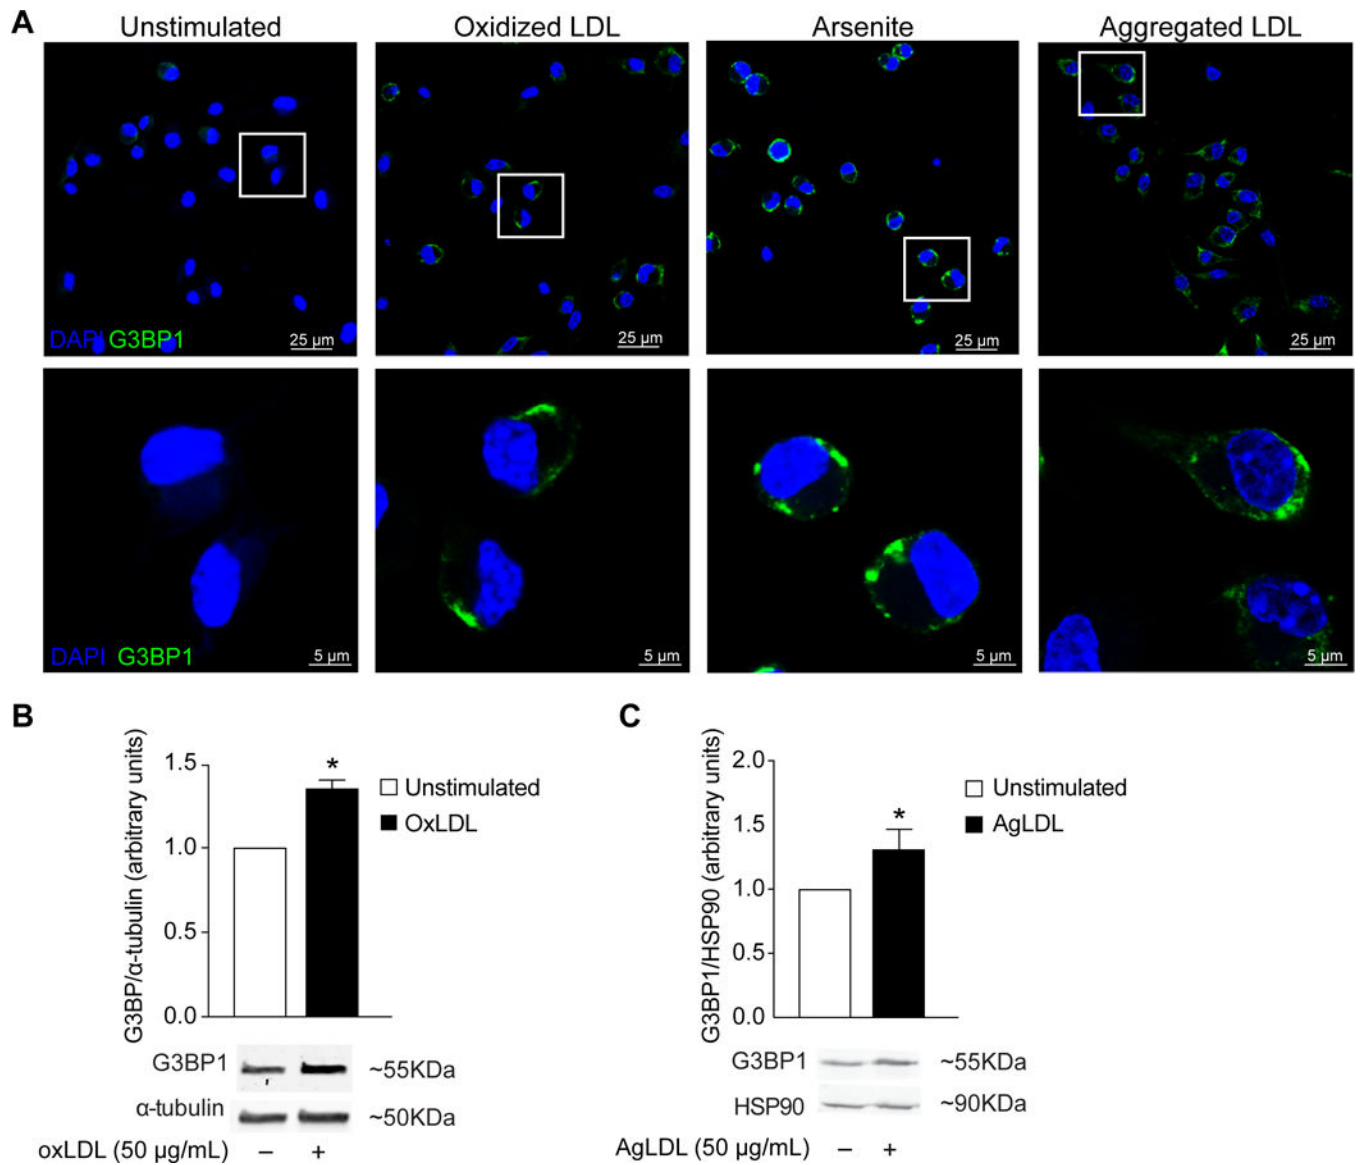 A
Unstimulated
Oxidized LDL
Arsenite
Aggregated LDL
DAPI G3BP1
25 µm
25 µm
25 µm
25 µm
DAPI G3BP1
5 µm
5 µm
5 µm
5 µm
B
G3BP/α-tubulin (arbitrary units)
1.5
1.0
0.5
0.0
*
Unstimulated
OxLDL
G3BP1
~55KDa
α-tubulin
~50KDa
oxLDL (50 µg/mL) − +
C
G3BP1/HSP90 (arbitrary units)
2.0
1.5
1.0
0.5
0.0
*
Unstimulated
AgLDL
G3BP1
~55KDa
HSP90
~90KDa
AgLDL (50 µg/mL) − +